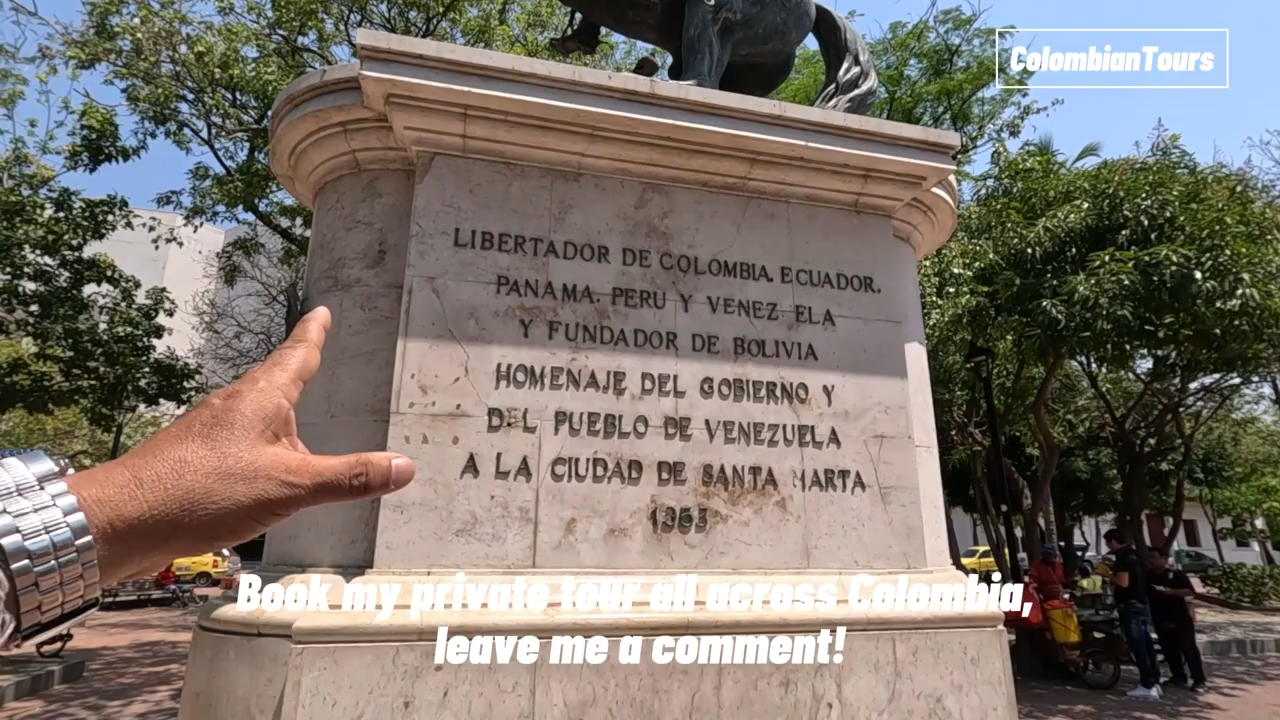 ColombianTours
LIBERTADOR DE COLOMBIA, ECUADOR,
PANAMA, PERU Y VENEZ ELA
Y FUNDADOR DE BOLIVIA
HOMENAJE DEL GOBIERNO Y
DEL PUEBLO DE VENEZUELA
A LA CIUDAD DE SANTA MARTA
1953
Book my private tour all across Colombia,
leave me a comment!